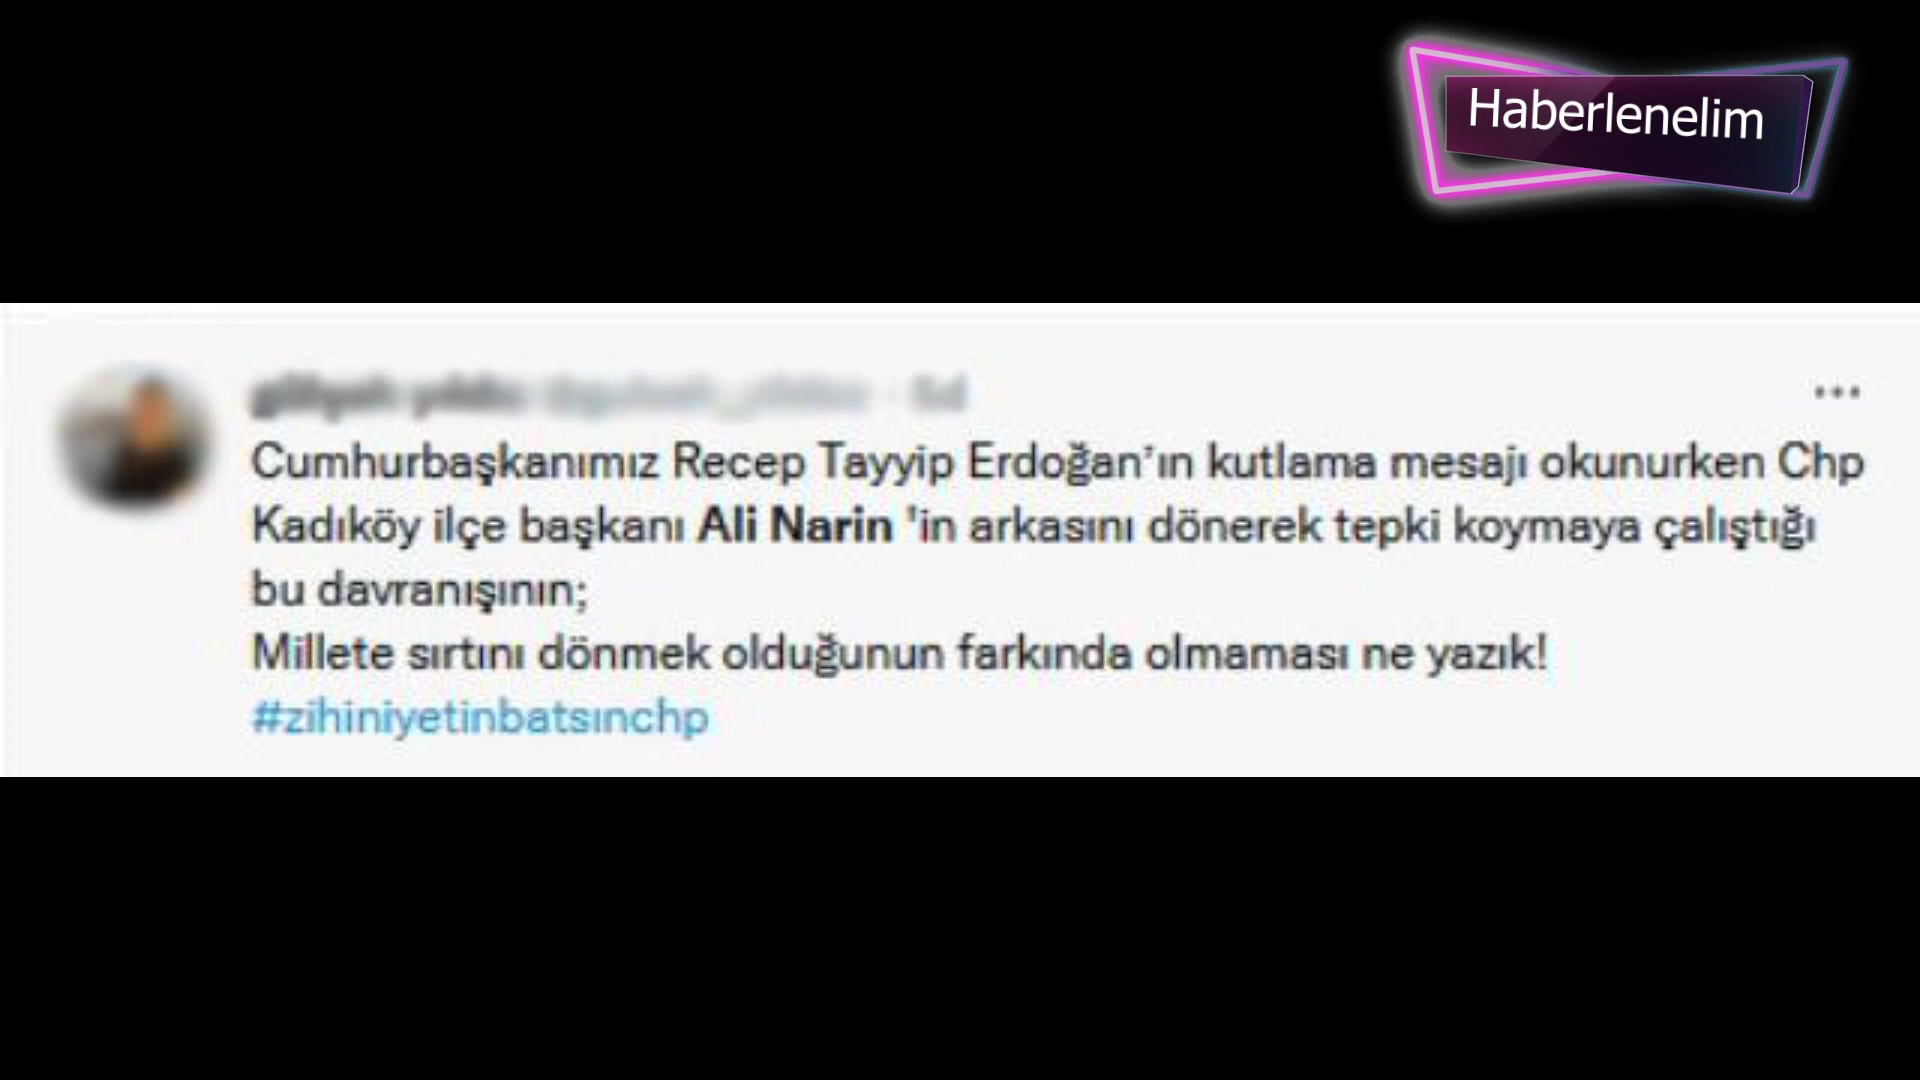 Haberlenelim
Cumhurbaşkanımız Recep Tayyip Erdoğan'ın kutlama mesajı okunurken Chp
Kadıköy ilçe başkanı Ali Narin 'in arkasını dönerek tepki koymaya çalıştığı
bu davranışının;
Millete sırtını dönmek olduğunun farkında olmaması ne yazık!
#zihiniyetinbatsınchp